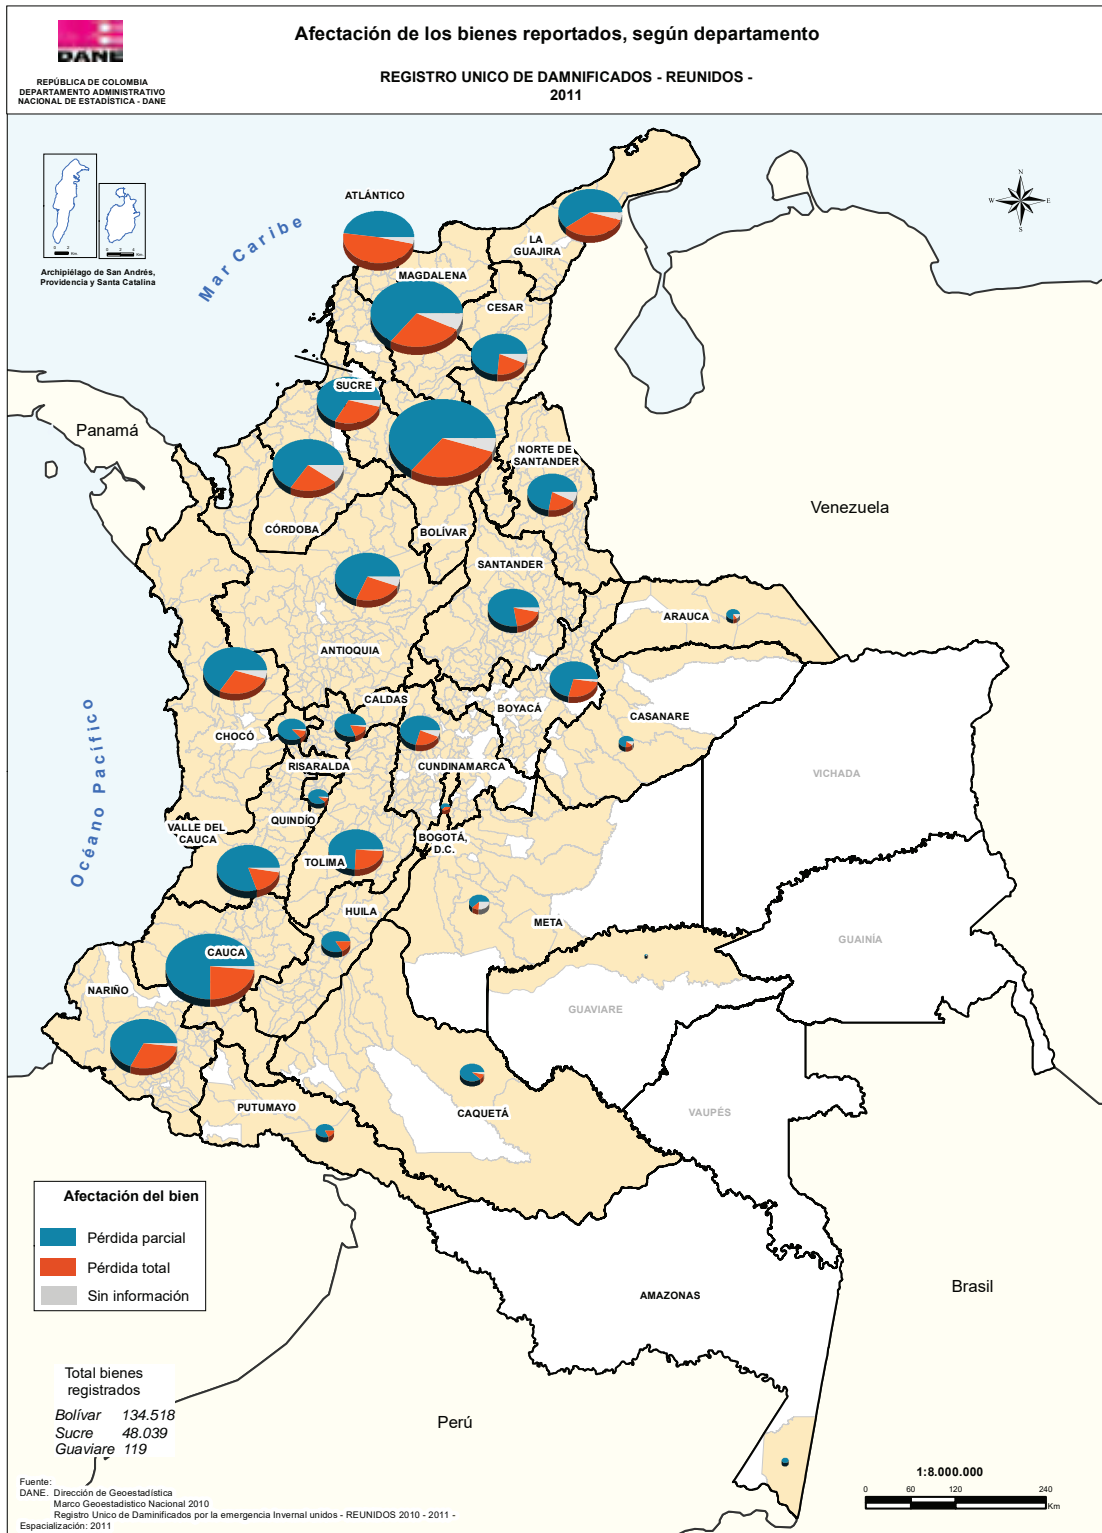 DANE
REPÚBLICA DE COLOMBIA
DEPARTAMENTO ADMINISTRATIVO
NACIONAL DE ESTADÍSTICA - DANE
Afectación de los bienes reportados, según departamento
REGISTRO UNICO DE DAMNIFICADOS - REUNIDOS -
2011
Archipiélago de San Andrés,
Providencia y Santa Catalina
Mar Caribe
N
W
E
S
ATLÁNTICO
LA
GUAJIRA
MAGDALENA
CESAR
SUCRE
Panamá
NORTE DE
SANTANDER
Venezuela
CÓRDOBA
BOLÍVAR
SANTANDER
ARAUCA
ANTIOQUIA
Océano Pacífico
CALDAS
BOYACÁ
CASANARE
CHOCÓ
RISARALDA
CUNDINAMARCA
VICHADA
QUINDÍO
VALLE DEL
CAUCA
TOLIMA
BOGOTÁ,
D.C.
HUILA
META
GUAINÍA
CAUCA
NARIÑO
GUAVIARE
PUTUMAYO
CAQUETÁ
VAUPÉS
AMAZONAS
Brasil
Perú
Afectación del bien
Pérdida parcial
Pérdida total
Sin información
Total bienes
registrados
Bolívar 134.518
Sucre 48.039
Guaviare 119
Fuente:
DANE. Dirección de Geoestadística
Marco Geoestadistico Nacional 2010
Registro Unico de Daminificados por la emergencia Invernal unidos - REUNIDOS 2010 - 2011 -
Espacialización: 2011
1:8.000.000
0 60 120 240
Km